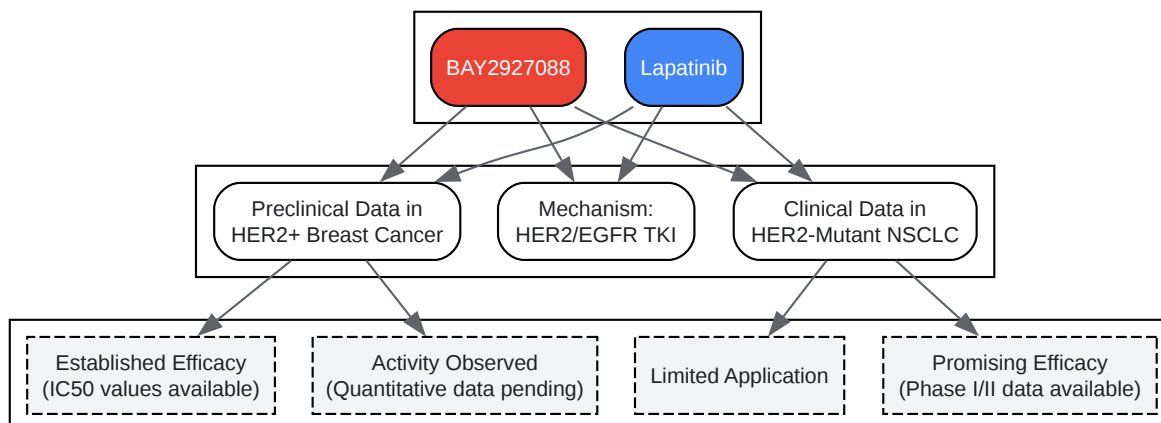 BAY2927088
Lapatinib
Preclinical Data in
HER2+ Breast Cancer
Mechanism:
HER2/EGFR TKI
Clinical Data in
HER2-Mutant NSCLC
Established Efficacy
(IC50 values available)
Activity Observed
(Quantitative data pending)
Limited Application
Promising Efficacy
(Phase I/II data available)